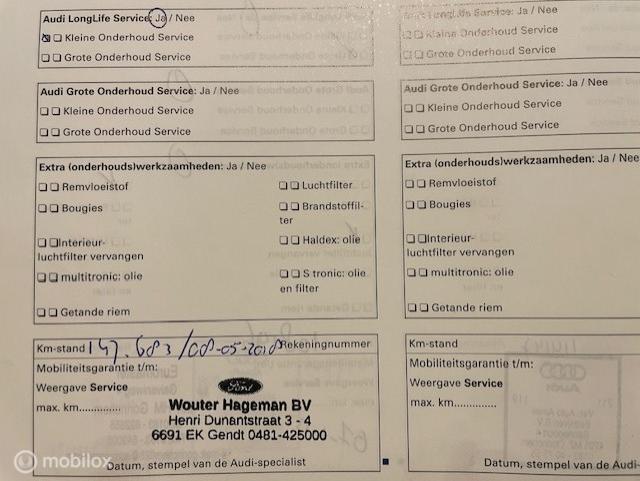 Audi LongLife Service: Ja / Nee
❏ ❏ Kleine Onderhoud Service
❏ ❏ Grote Onderhoud Service
Audi Grote Onderhoud Service: Ja / Nee
❏ ❏ Kleine Onderhoud Service
❏ ❏ Grote Onderhoud Service
Extra (onderhouds)werkzaamheden: Ja / Nee
❏ ❏ Remvloeistof
❏ ❏ Luchtfilter
❏ ❏ Bougies
❏ ❏ Brandstoffil-
ter
❏ ❏ Interieur-
luchtfilter vervangen
❏ ❏ Haldex: olie
❏ ❏ multitronic: olie
❏ ❏ S tronic: olie
en filter
❏ ❏ Getande riem
Km-stand 147.683 / 08-05-2018 Rekeningnummer
Mobiliteitsgarantie t/m:
Weergave Service
max. km.............
Ford
Wouter Hageman BV
Henri Dunantstraat 3 - 4
6691 EK Gendt 0481-425000
Datum, stempel van de Audi-specialist
Audi LongLife Service: Ja / Nee
❏ ❏ Kleine Onderhoud Service
❏ ❏ Grote Onderhoud Service
Audi Grote Onderhoud Service: Ja / Nee
❏ ❏ Kleine Onderhoud Service
❏ ❏ Grote Onderhoud Service
Extra (onderhouds)werkzaamheden: Ja / Nee
❏ ❏ Remvloeistof
❏ ❏ Bougies
❏ ❏ Interieur-
luchtfilter vervangen
❏ ❏ multitronic: olie
❏ ❏ Getande riem
Km-stand
Mobiliteitsgarantie t/m:
Weergave Service
max. km.............
Datum, stempel van de Audi-
mobilox